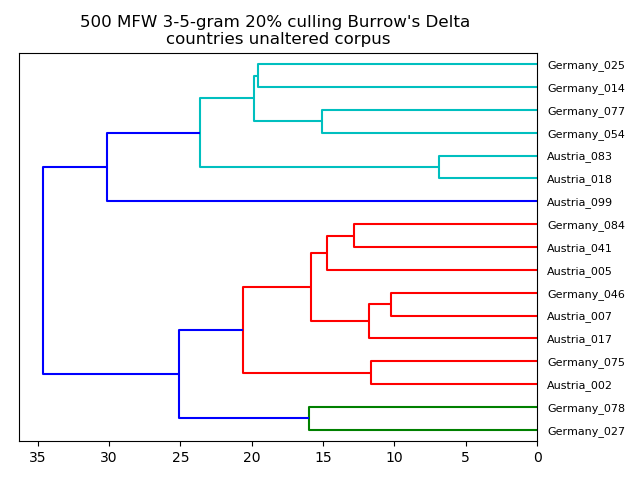 500 MFW 3-5-gram 20% culling Burrow's Delta
countries unaltered corpus
Germany_025
Germany_014
Germany_077
Germany_054
Austria_083
Austria_018
Austria_099
Germany_084
Austria_041
Austria_005
Germany_046
Austria_007
Austria_017
Germany_075
Austria_002
Germany_078
Germany_027
35 30 25 20 15 10 5 0